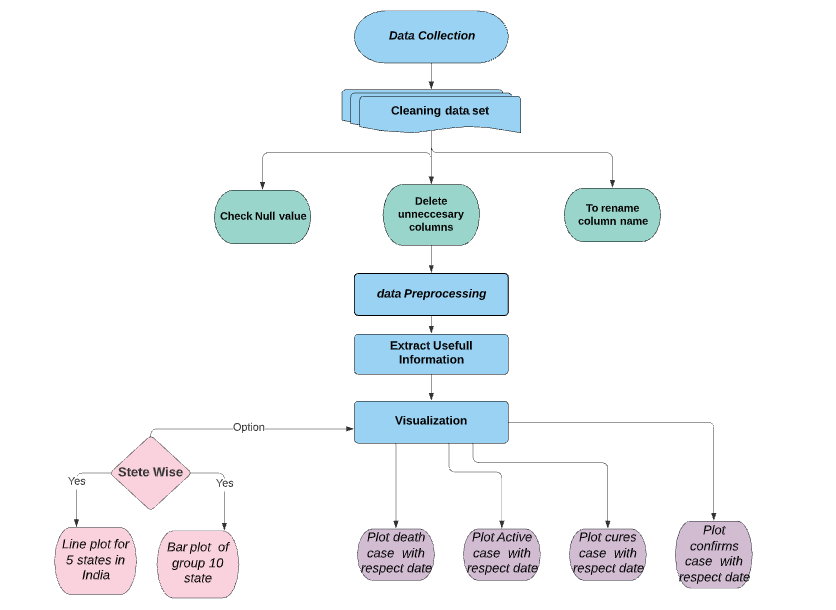 Data Collection
Cleaning data set
Check Null value
Delete
unneccesary
columns
To rename
column name
data Preprocessing
Extract Usefull
Information
Visualization
Option
Stete Wise
Yes
Yes
Line plot for
5 states in
India
Bar plot of
group 10
state
Plot death
case with
respect date
Plot Active
case with
respect date
Plot cures
case with
respect date
Plot
confirms
case with
respect date